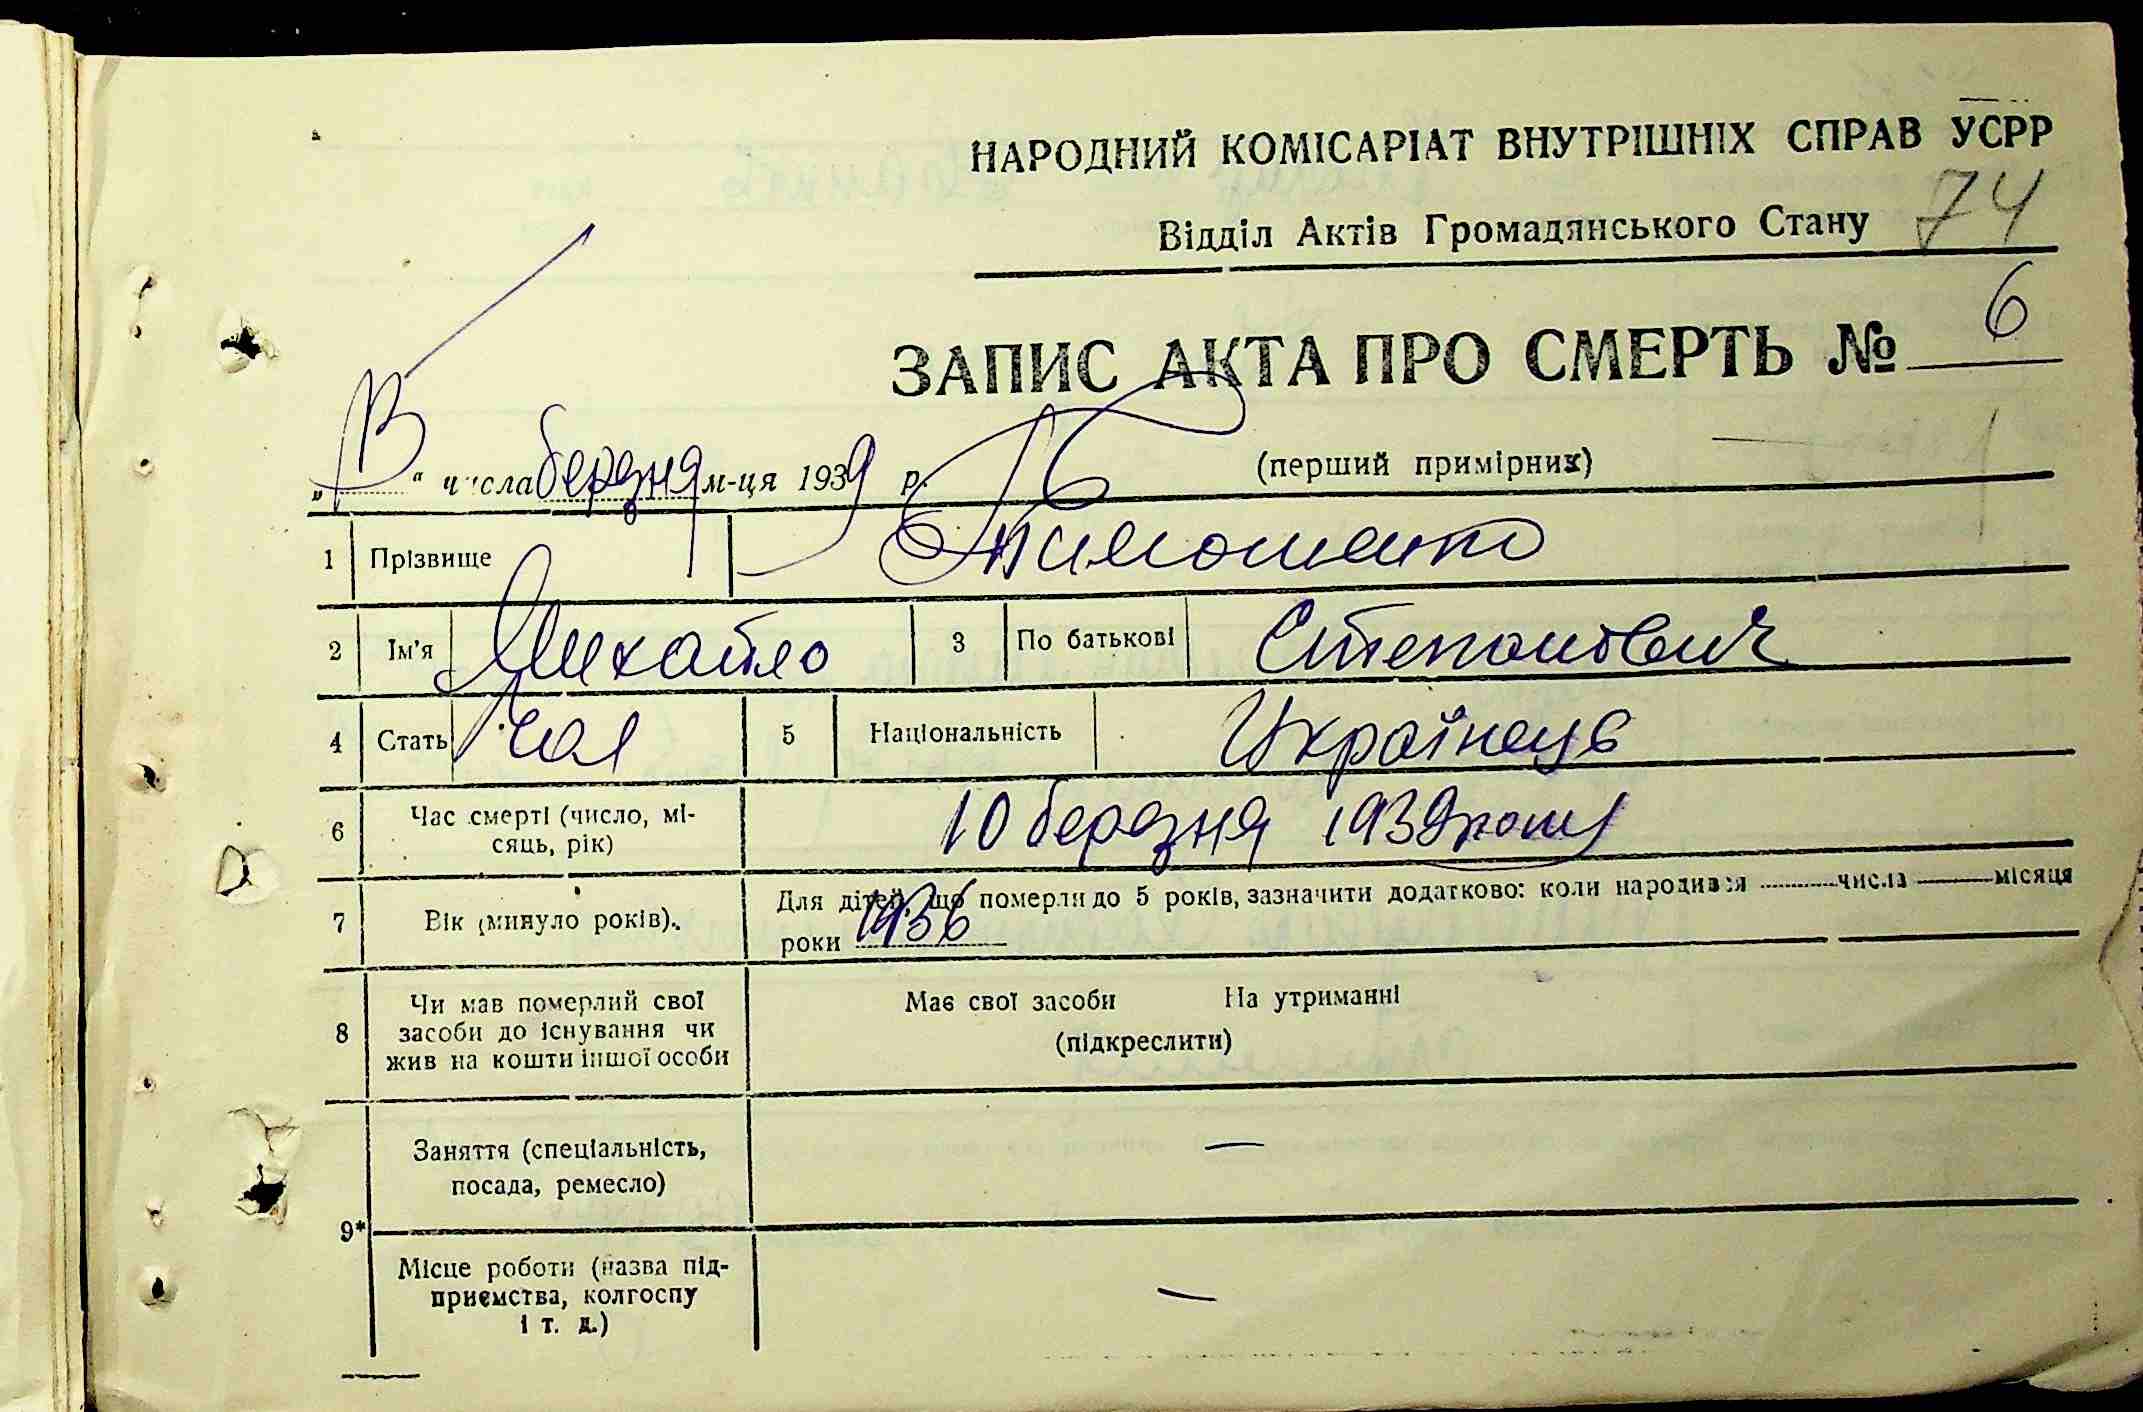 НАРОДНИЙ КОМІСАРІАТ ВНУТРІШНІХ СПРАВ УСРР
Відділ Актів Громадянського Стану 74
ЗАПИС АКТА ПРО СМЕРТЬ № 6
„13“ числа березня м-ця 1939 р.
(перший примірник)
1 Прізвище Тимошенко
2 Ім'я Михайло 3 По батькові Степанович
4 Стать чол 5 Національність Українець
6 Час смерті (число, мі-
сяць, рік) 10 березня 1939 року
7 Вік (минуло років). Для дітей, що померли до 5 років, зазначити додатково: коли народився числа місяця
роки 1936
8 Чи мав померлий свої
засоби до існування чи
жив на кошти іншої особи
Має свої засоби На утриманні
(підкреслити)
9* Заняття (спеціальність,
посада, ремесло) —
Місце роботи (назва під-
приємства, колгоспу
і т. д.) —